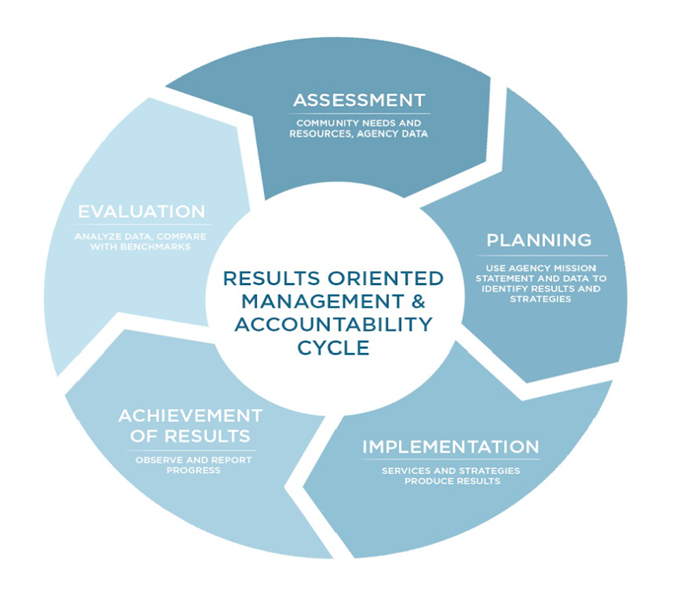 ASSESSMENT
COMMUNITY NEEDS AND
RESOURCES, AGENCY DATA
PLANNING
USE AGENCY MISSION
STATEMENT AND DATA TO
IDENTIFY RESULTS AND
STRATEGIES
IMPLEMENTATION
SERVICES AND STRATEGIES
PRODUCE RESULTS
ACHIEVEMENT
OF RESULTS
OBSERVE AND REPORT
PROGRESS
EVALUATION
ANALYZE DATA, COMPARE
WITH BENCHMARKS
RESULTS ORIENTED
MANAGEMENT &
ACCOUNTABILITY
CYCLE